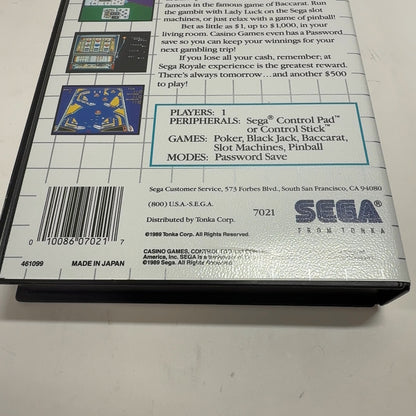 famous in the famous game of Baccarat. Run
the gambit with Lady Luck on the Sega slot
machines, or just relax with a game of pinball!
Bet as little as $1, up to $1,000, in your
living room. Casino Games even has a Password
save so you can keep your winnings for your
next gambling trip!
If you lose all your cash, remember; at
Sega Royale experience is the greatest reward.
There's always tomorrow...and another $500
to play!
PLAYERS: 1
PERIPHERALS: Sega® Control Pad™
or Control Stick™
GAMES: Poker, Black Jack, Baccarat,
Slot Machines, Pinball
MODES: Password Save
Sega Customer Service, 573 Forbes Blvd., South San Francisco, CA 94080
(800) USA-SEGA.
Distributed by Tonka Corp.
7021
SEGA®
FROM TONKA
©1989 Tonka Corp. All Rights Reserved.
CASINO GAMES, CONTROL
America, Inc. SEGA is a trademark of
©1989 Sega. All Rights Reserved.
0 10086 07021 7
461099
MADE IN JAPAN